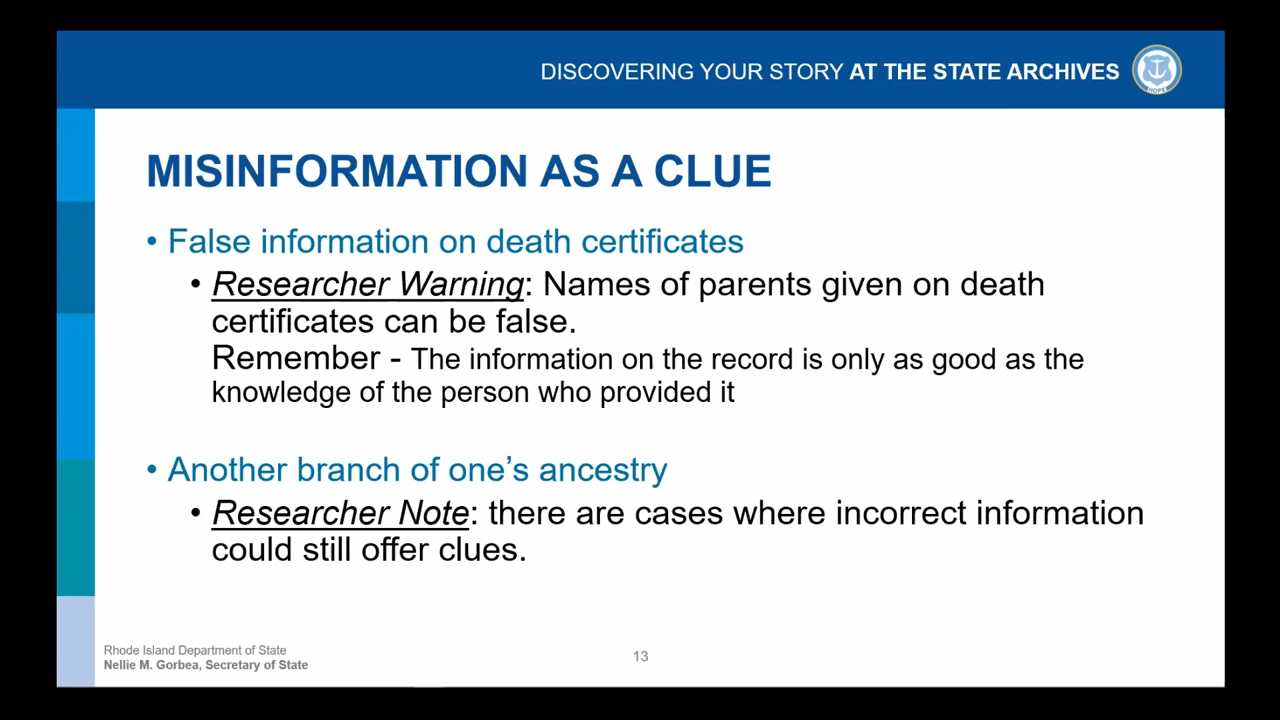 DISCOVERING YOUR STORY AT THE STATE ARCHIVES
HOPE
MISINFORMATION AS A CLUE
• False information on death certificates
• Researcher Warning: Names of parents given on death
certificates can be false.
Remember - The information on the record is only as good as the
knowledge of the person who provided it
• Another branch of one's ancestry
• Researcher Note: there are cases where incorrect information
could still offer clues.
Rhode Island Department of State
Nellie M. Gorbea, Secretary of State
13